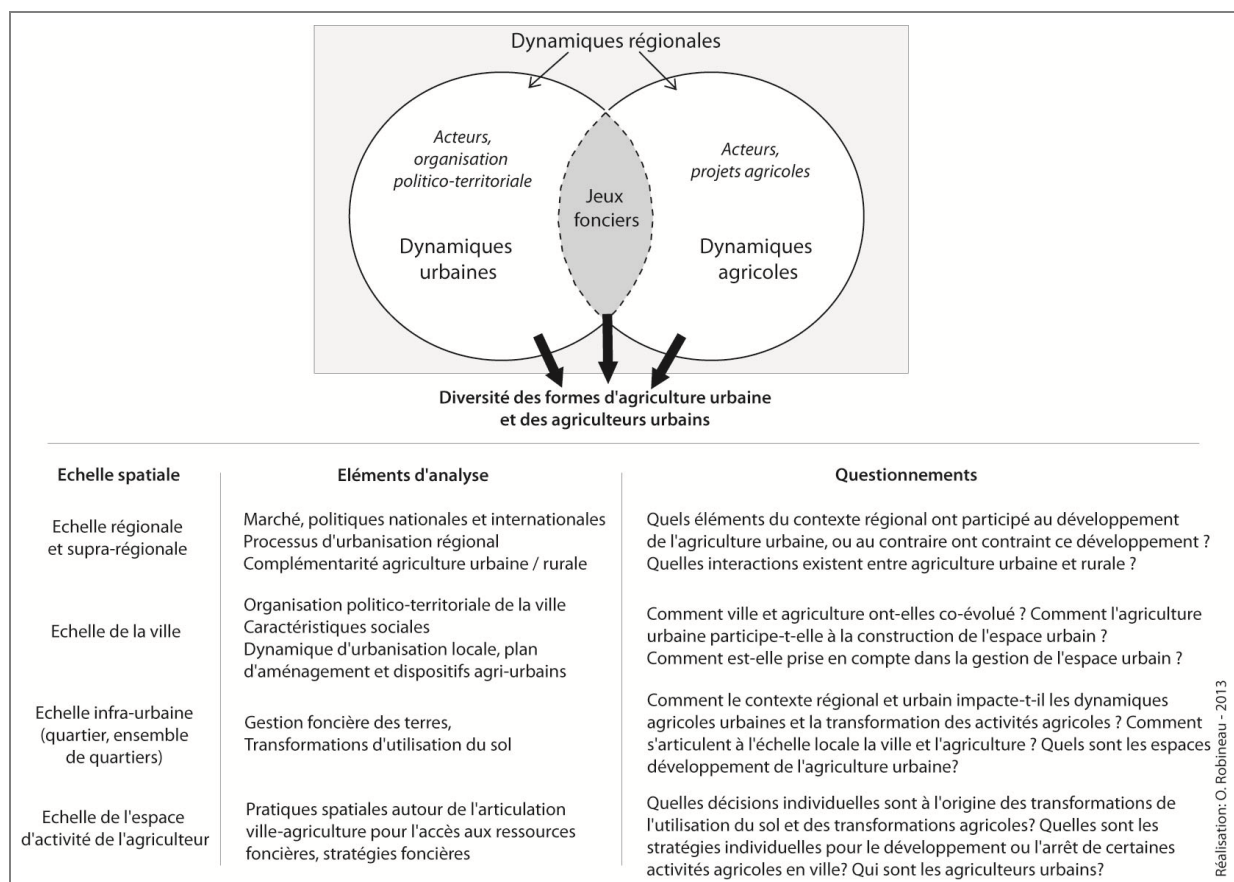 Dynamiques régionales
Acteurs,
organisation
politico-territoriale
Dynamiques
urbaines
Jeux
fonciers
Acteurs,
projets agricoles
Dynamiques
agricoles
Diversité des formes d'agriculture urbaine
et des agriculteurs urbains
Echelle spatiale
Eléments d'analyse
Questionnements
Echelle régionale
et supra-régionale
Marché, politiques nationales et internationales
Processus d'urbanisation régional
Complémentarité agriculture urbaine / rurale
Quels éléments du contexte régional ont participé au développement
de l'agriculture urbaine, ou au contraire ont contraint ce développement ?
Quelles interactions existent entre agriculture urbaine et rurale ?
Echelle de la ville
Organisation politico-territoriale de la ville
Caractéristiques sociales
Dynamique d'urbanisation locale, plan
d'aménagement et dispositifs agri-urbains
Comment ville et agriculture ont-elles co-évolué ? Comment l'agriculture
urbaine participe-t-elle à la construction de l'espace urbain ?
Comment est-elle prise en compte dans la gestion de l'espace urbain ?
Echelle infra-urbaine
(quartier, ensemble
de quartiers)
Gestion foncière des terres,
Transformations d'utilisation du sol
Comment le contexte régional et urbain impacte-t-il les dynamiques
agricoles urbaines et la transformation des activités agricoles ? Comment
s'articulent à l'échelle locale la ville et l'agriculture ? Quels sont les espaces
développement de l'agriculture urbaine?
Echelle de l'espace
d'activité de l'agriculteur
Pratiques spatiales autour de l'articulation
ville-agriculture pour l'accès aux ressources
foncières, stratégies foncières
Quelles décisions individuelles sont à l'origine des transformations de
l'utilisation du sol et des transformations agricoles? Quelles sont les
stratégies individuelles pour le développement ou l'arrêt de certaines
activités agricoles en ville? Qui sont les agriculteurs urbains?
Réalisation: O. Robineau - 2013